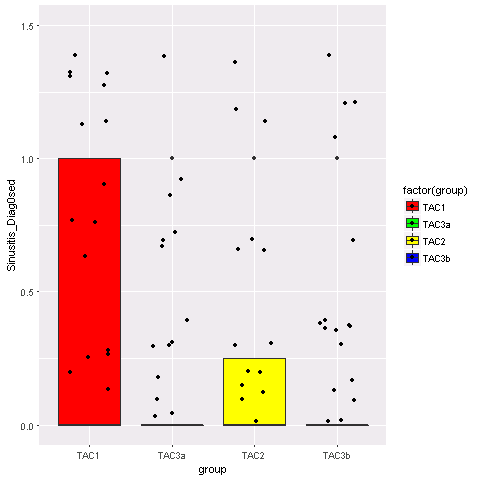 Sinusitis_Diag0sed
1.5
1.0
0.5
0.0
TAC1
TAC3a
TAC2
TAC3b
group
factor(group)
TAC1
TAC3a
TAC2
TAC3b